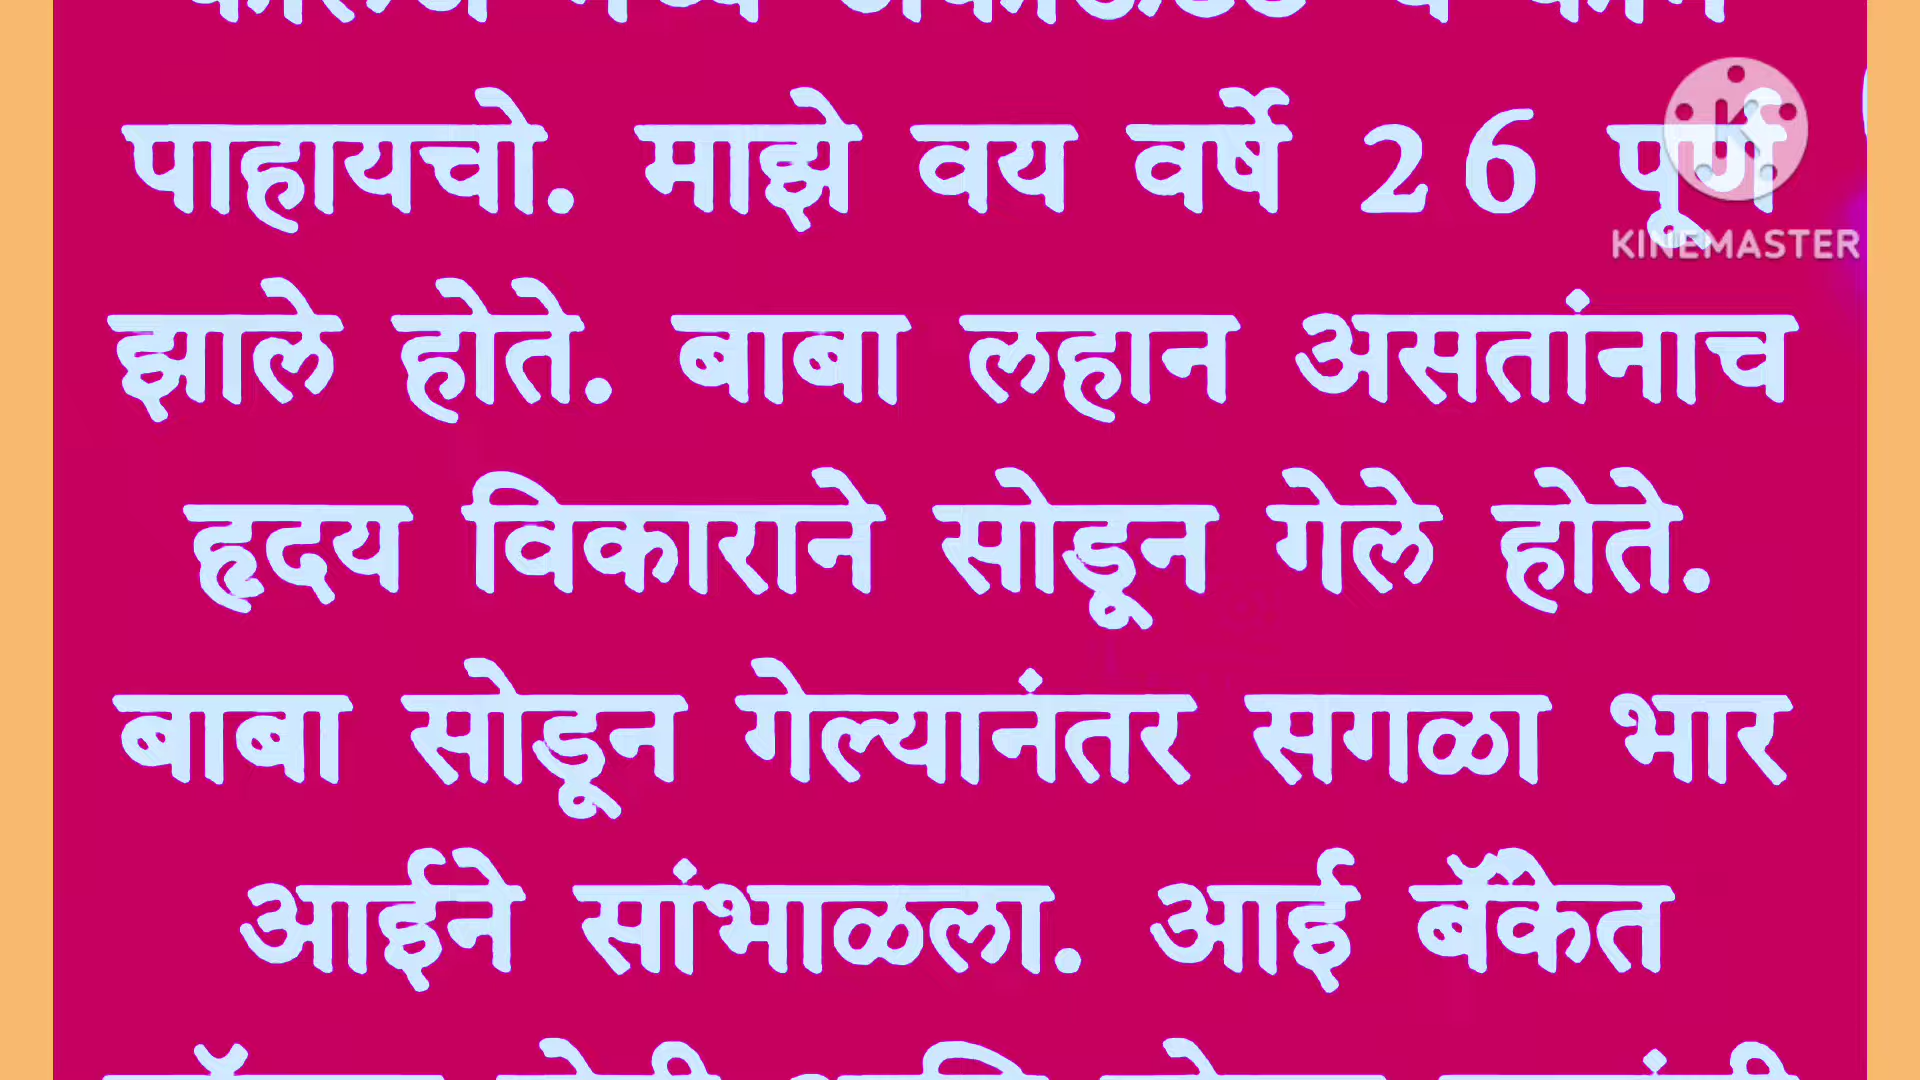 पाहायचो. माझे वय वर्षे 26 पूर्ण
KINEMASTER
झाले होते. बाबा लहान असतांनाच
हृदय विकाराने सोडून गेले होते.
बाबा सोडून गेल्यानंतर सगळा भार
आईने सांभाळला. आई बॅंकेत